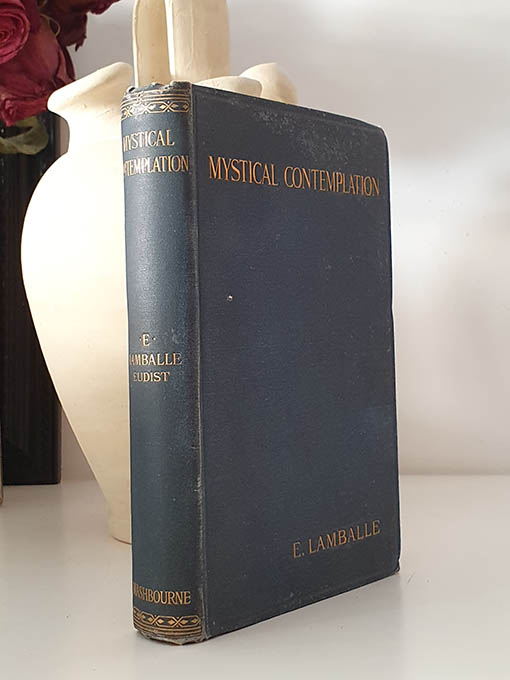 MYSTICAL
CONTEMPLATION
·E·
LAMBALLE
EUDIST
WASHBOURNE
MYSTICAL CONTEMPLATION
E. LAMBALLE